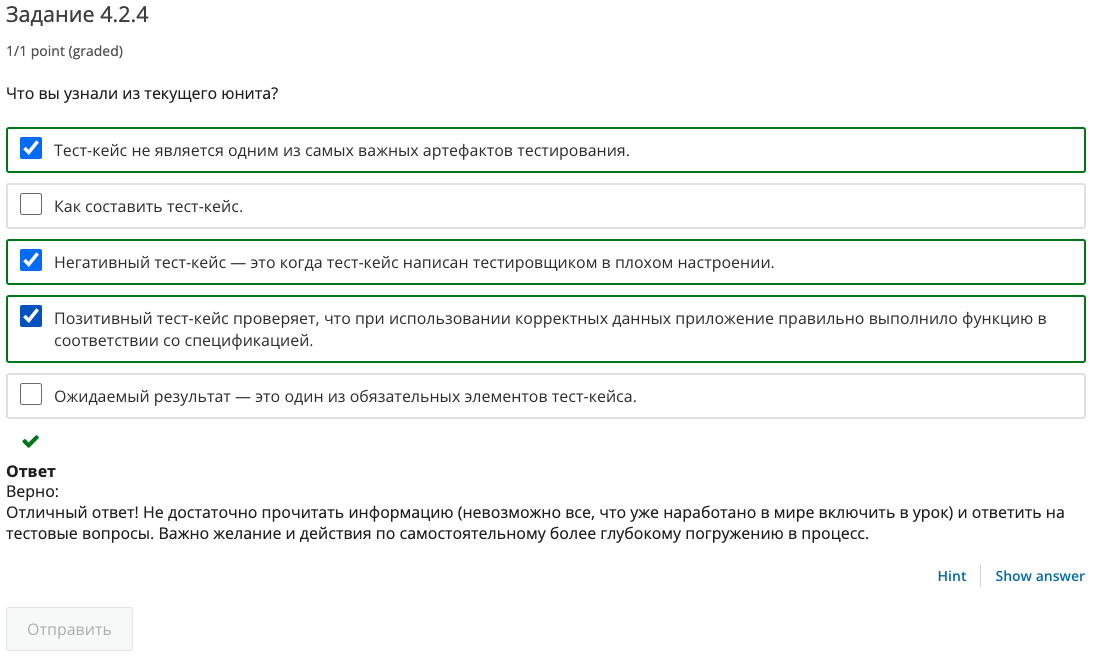 Задание 4.2.4
1/1 point (graded)
Что вы узнали из текущего юнита?
Тест-кейс не является одним из самых важных артефактов тестирования.
Как составить тест-кейс.
Негативный тест-кейс — это когда тест-кейс написан тестировщиком в плохом настроении.
Позитивный тест-кейс проверяет, что при использовании корректных данных приложение правильно выполнило функцию в
соответствии со спецификацией.
Ожидаемый результат — это один из обязательных элементов тест-кейса.
Ответ
Верно:
Отличный ответ! Не достаточно прочитать информацию (невозможно все, что уже наработано в мире включить в урок) и ответить на
тестовые вопросы. Важно желание и действия по самостоятельному более глубокому погружению в процесс.
Hint
Show answer
Отправить